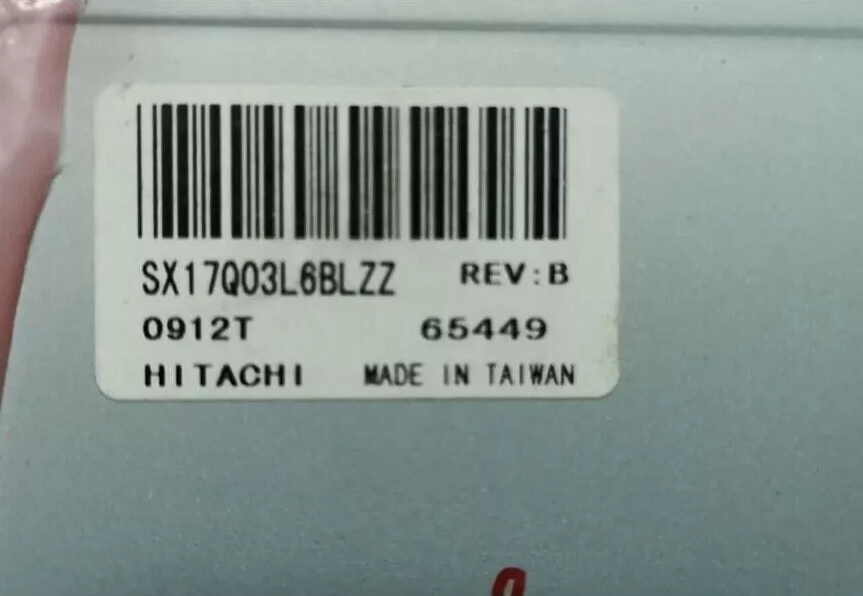 SX17Q03L6BLZZ REV:B
0912T 65449
HITACHI MADE IN TAIWAN